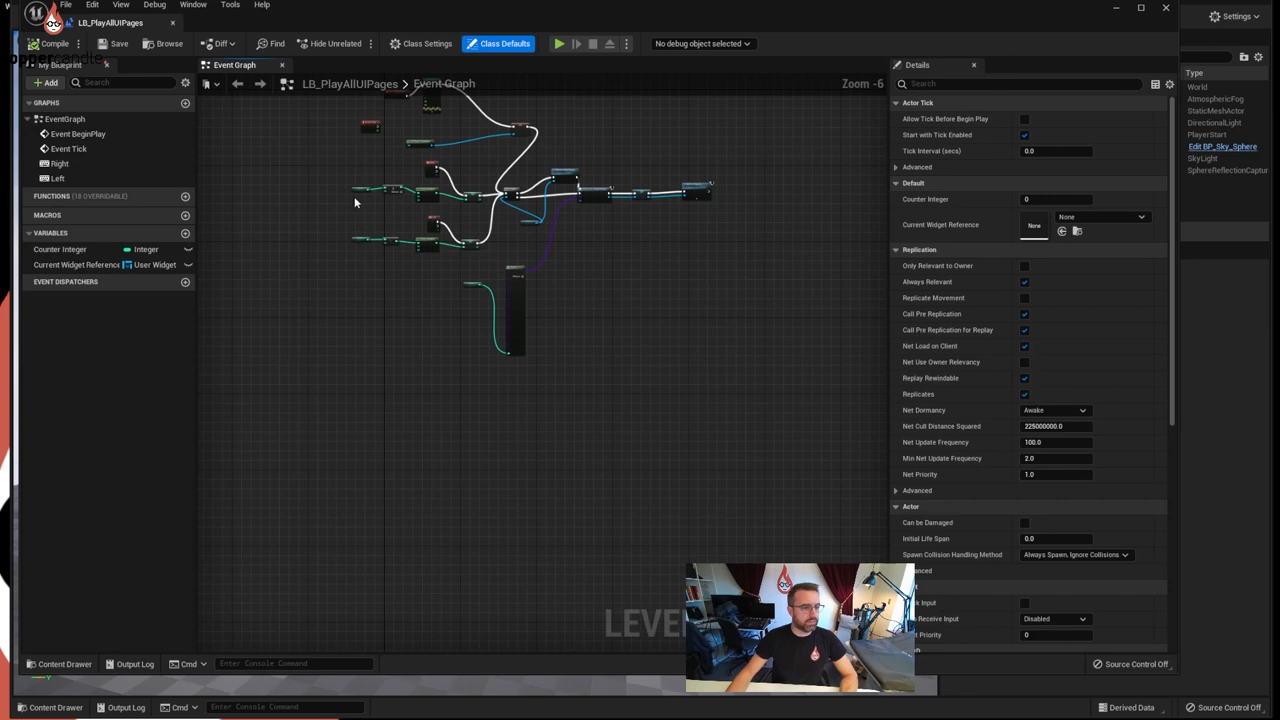 File Edit View Debug Window Tools Help
LB_PlayAllUIPages
Compile Save Browse Diff Find Hide Unrelated Class Settings Class Defaults No debug object selected Settings
My Blueprint Event Graph Details
Add Search LB_PlayAllUIPages > Event Graph Zoom -6 Search
Type
GRAPHS
EventGraph
Event BeginPlay
Event Tick
Right
Left
FUNCTIONS (18 OVERRIDABLE)
MACROS
VARIABLES
Counter Integer Integer
Current Widget Reference User Widget
EVENT DISPATCHERS
Actor Tick
Allow Tick Before Begin Play
Start with Tick Enabled
Tick Interval (secs) 0.0
Advanced
Default
Counter Integer 0
Current Widget Reference None None
Replication
Only Relevant to Owner
Always Relevant
Replicate Movement
Call Pre Replication
Call Pre Replication for Replay
Net Load on Client
Net Use Owner Relevancy
Replay Rewindable
Replicates
Net Dormancy Awake
Net Cull Distance Squared 225000000.0
Net Update Frequency 100.0
Min Net Update Frequency 2.0
Net Priority 1.0
Advanced
Actor
Can be Damaged
Initial Life Span 0.0
Spawn Collision Handling Method Always Spawn, Ignore Collisions
Disabled
0
World
AtmosphericFog
StaticMeshActor
DirectionalLight
PlayerStart
Edit BP_Sky_Sphere
SkyLight
SphereReflectionCaptur
LEVE
Content Drawer Output Log Cmd Enter Console Command Source Control Off
Content Drawer Output Log Cmd Enter Console Command Derived Data Source Control Off